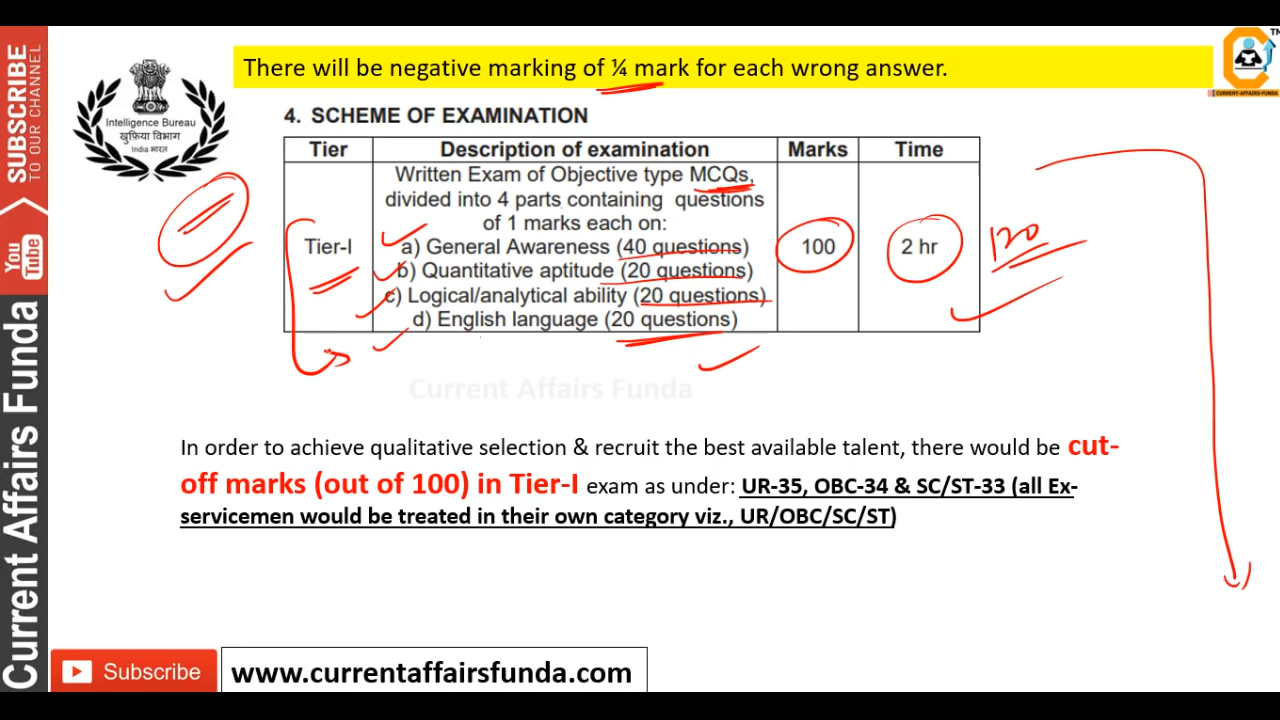 There will be negative marking of ¼ mark for each wrong answer.
TM
CURRENT-AFFAIRS-FUNDA
SUBSCRIBE
TO OUR CHANNEL
You
Tube
Current Affairs Funda
Intelligence Bureau
खुफ़िया विभाग
India भारत
4. SCHEME OF EXAMINATION
Tier Description of examination Marks Time
Written Exam of Objective type MCQs,
divided into 4 parts containing questions
of 1 marks each on:
Tier-I a) General Awareness (40 questions) 100 2 hr 120
b) Quantitative aptitude (20 questions)
c) Logical/analytical ability (20 questions)
d) English language (20 questions)
Current Affairs Funda
In order to achieve qualitative selection & recruit the best available talent, there would be cut-
off marks (out of 100) in Tier-I exam as under: UR-35, OBC-34 & SC/ST-33 (all Ex-
servicemen would be treated in their own category viz., UR/OBC/SC/ST)
Subscribe
www.currentaffairsfunda.com